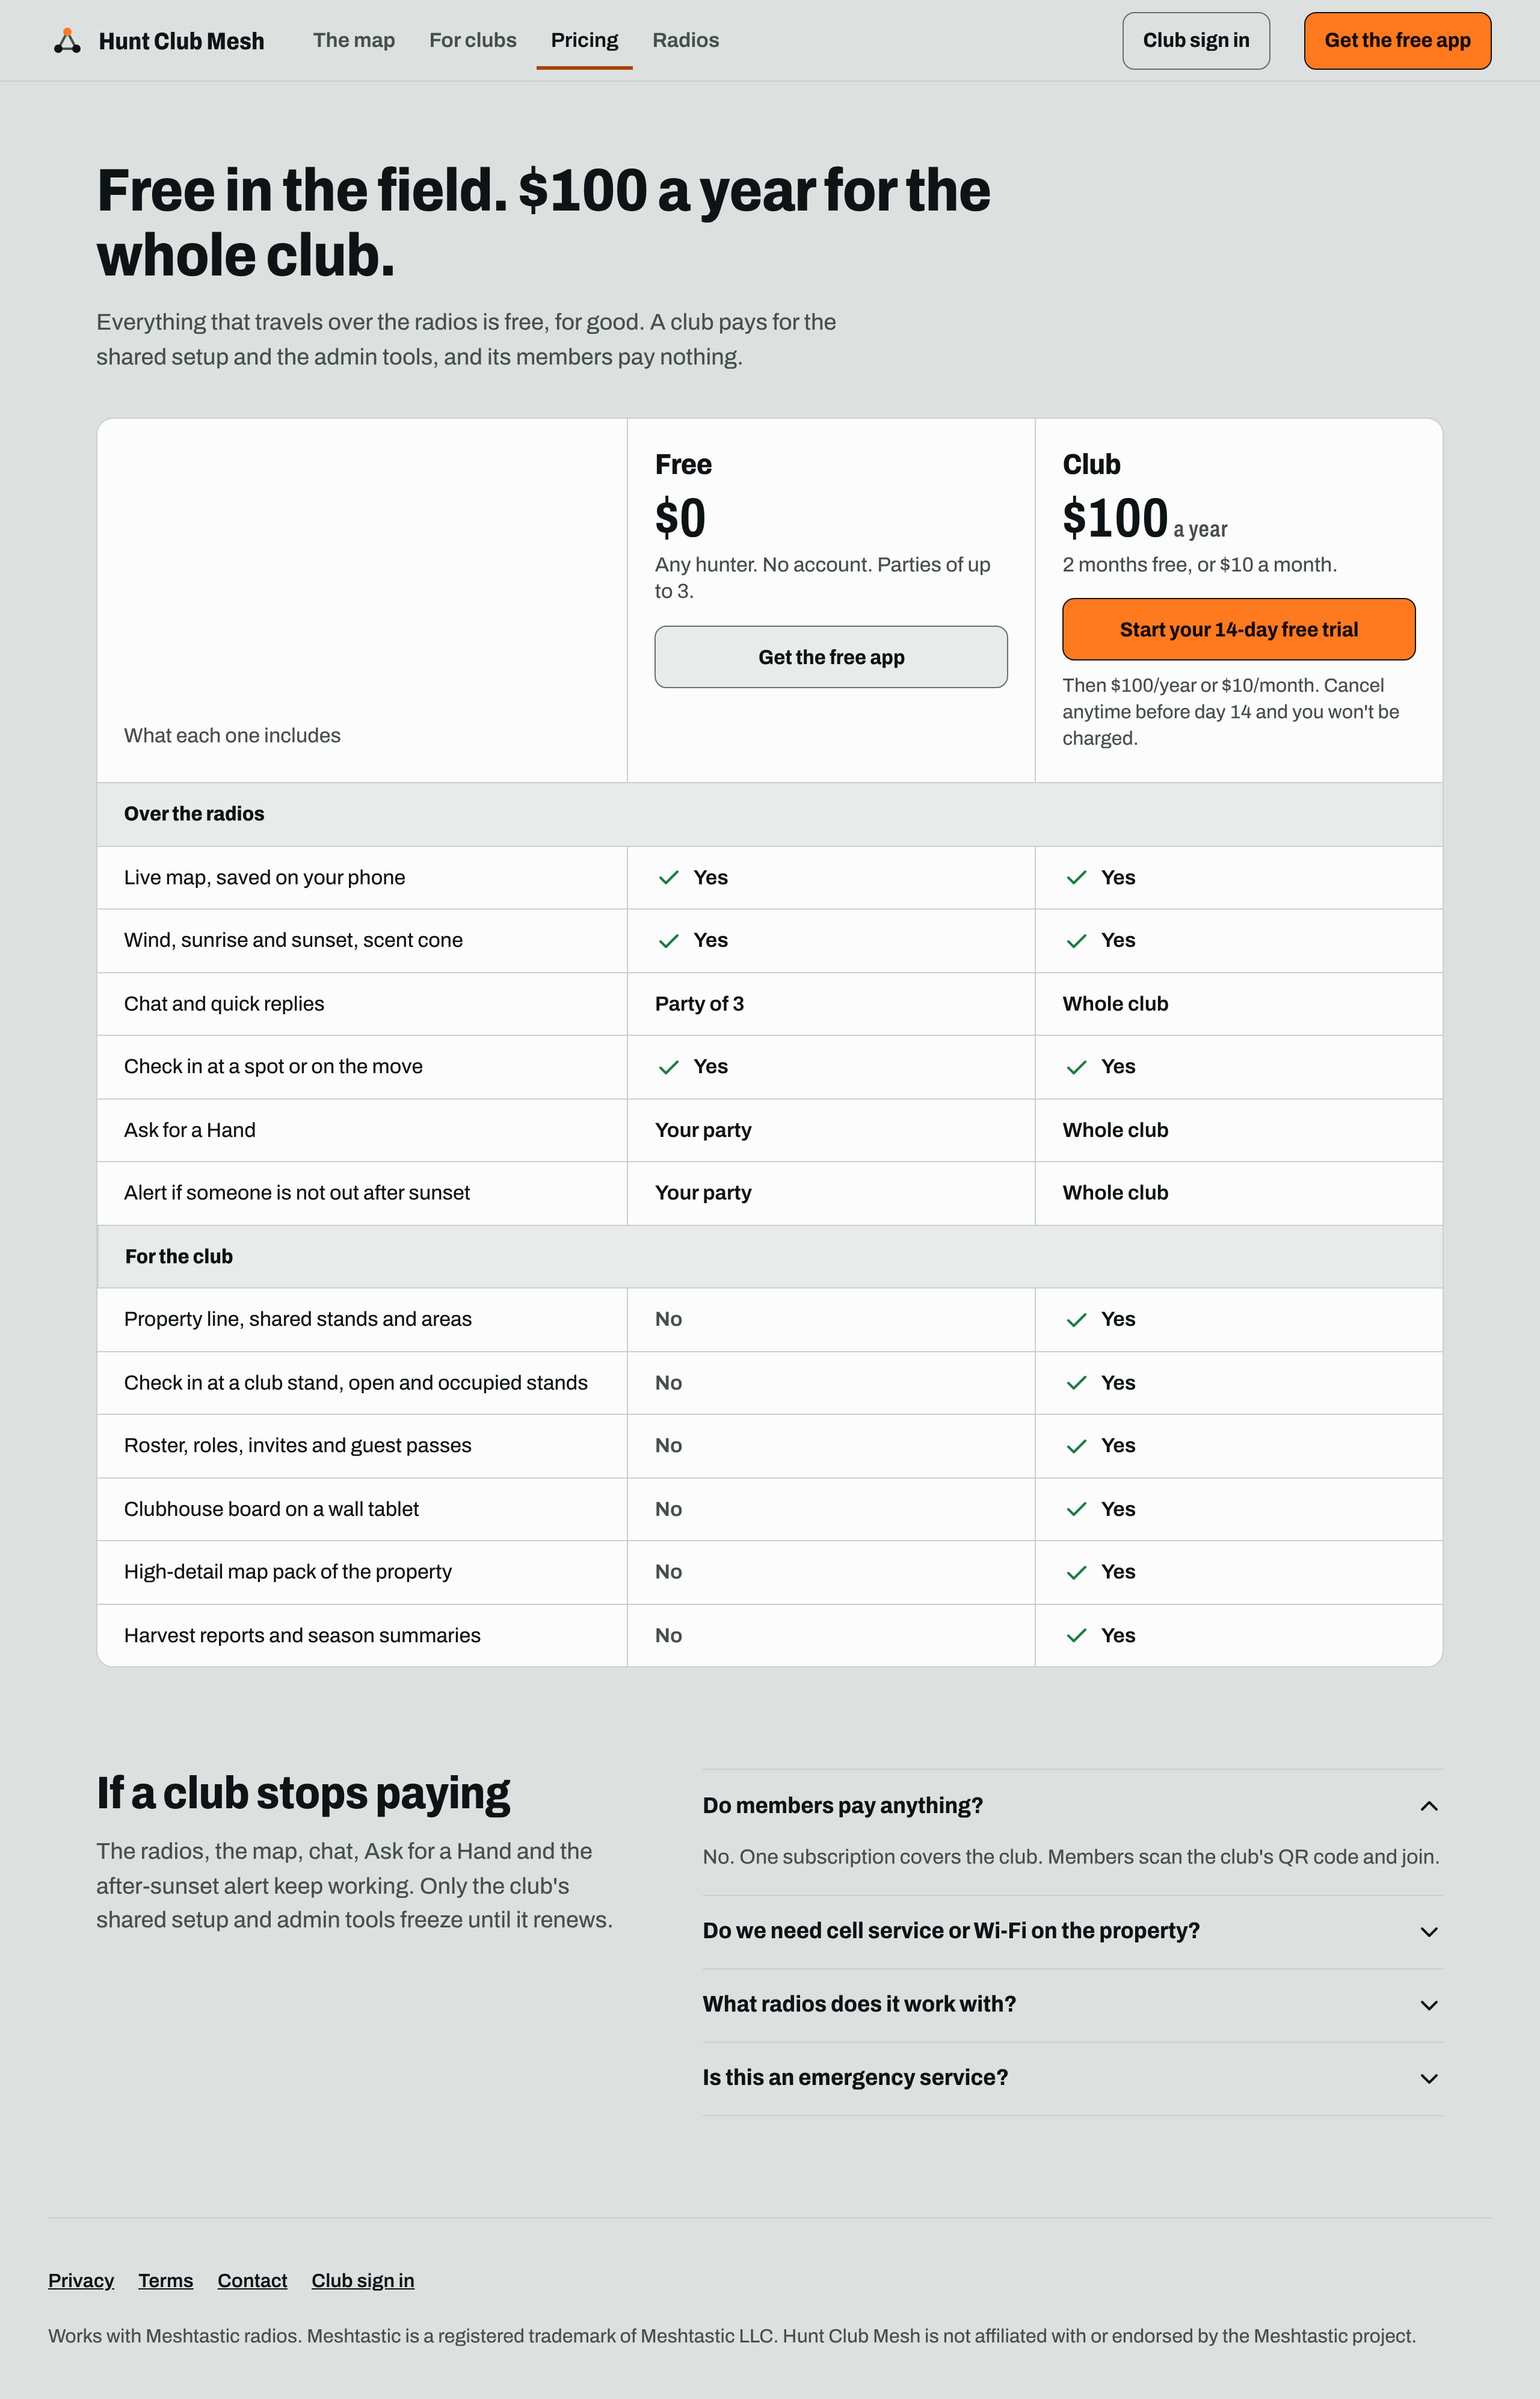 Hunt Club Mesh
The map
For clubs
Pricing
Radios
Club sign in
Get the free app
Free in the field. $100 a year for the
whole club.
Everything that travels over the radios is free, for good. A club pays for the
shared setup and the admin tools, and its members pay nothing.
What each one includes
Free
$0
Any hunter. No account. Parties of up
to 3.
Get the free app
Club
$100 a year
2 months free, or $10 a month.
Start your 14-day free trial
Then $100/year or $10/month. Cancel
anytime before day 14 and you won't be
charged.
Over the radios
Live map, saved on your phone Yes Yes
Wind, sunrise and sunset, scent cone Yes Yes
Chat and quick replies Party of 3 Whole club
Check in at a spot or on the move Yes Yes
Ask for a Hand Your party Whole club
Alert if someone is not out after sunset Your party Whole club
For the club
Property line, shared stands and areas No Yes
Check in at a club stand, open and occupied stands No Yes
Roster, roles, invites and guest passes No Yes
Clubhouse board on a wall tablet No Yes
High-detail map pack of the property No Yes
Harvest reports and season summaries No Yes
If a club stops paying
The radios, the map, chat, Ask for a Hand and the
after-sunset alert keep working. Only the club's
shared setup and admin tools freeze until it renews.
Do members pay anything?
No. One subscription covers the club. Members scan the club's QR code and join.
Do we need cell service or Wi-Fi on the property?
What radios does it work with?
Is this an emergency service?
Privacy Terms Contact Club sign in
Works with Meshtastic radios. Meshtastic is a registered trademark of Meshtastic LLC. Hunt Club Mesh is not affiliated with or endorsed by the Meshtastic project.